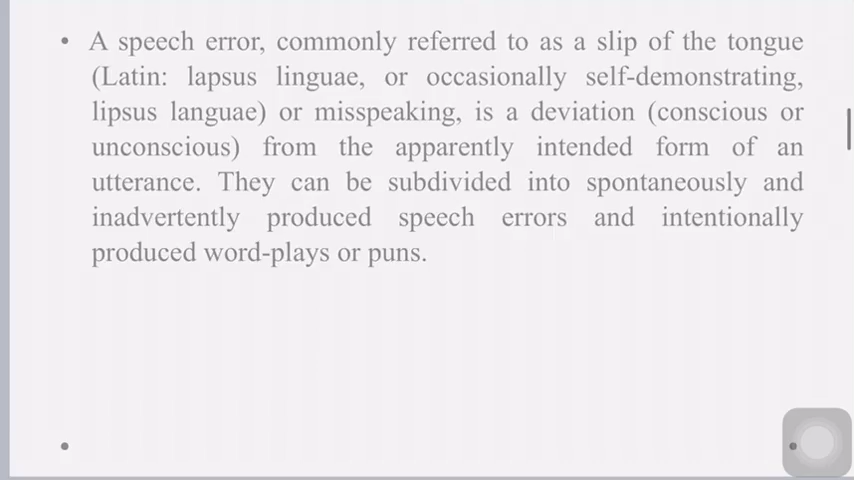 • A speech error, commonly referred to as a slip of the tongue
(Latin: lapsus linguae, or occasionally self-demonstrating,
lipsus languae) or misspeaking, is a deviation (conscious or
unconscious) from the apparently intended form of an
utterance. They can be subdivided into spontaneously and
inadvertently produced speech errors and intentionally
produced word-plays or puns.